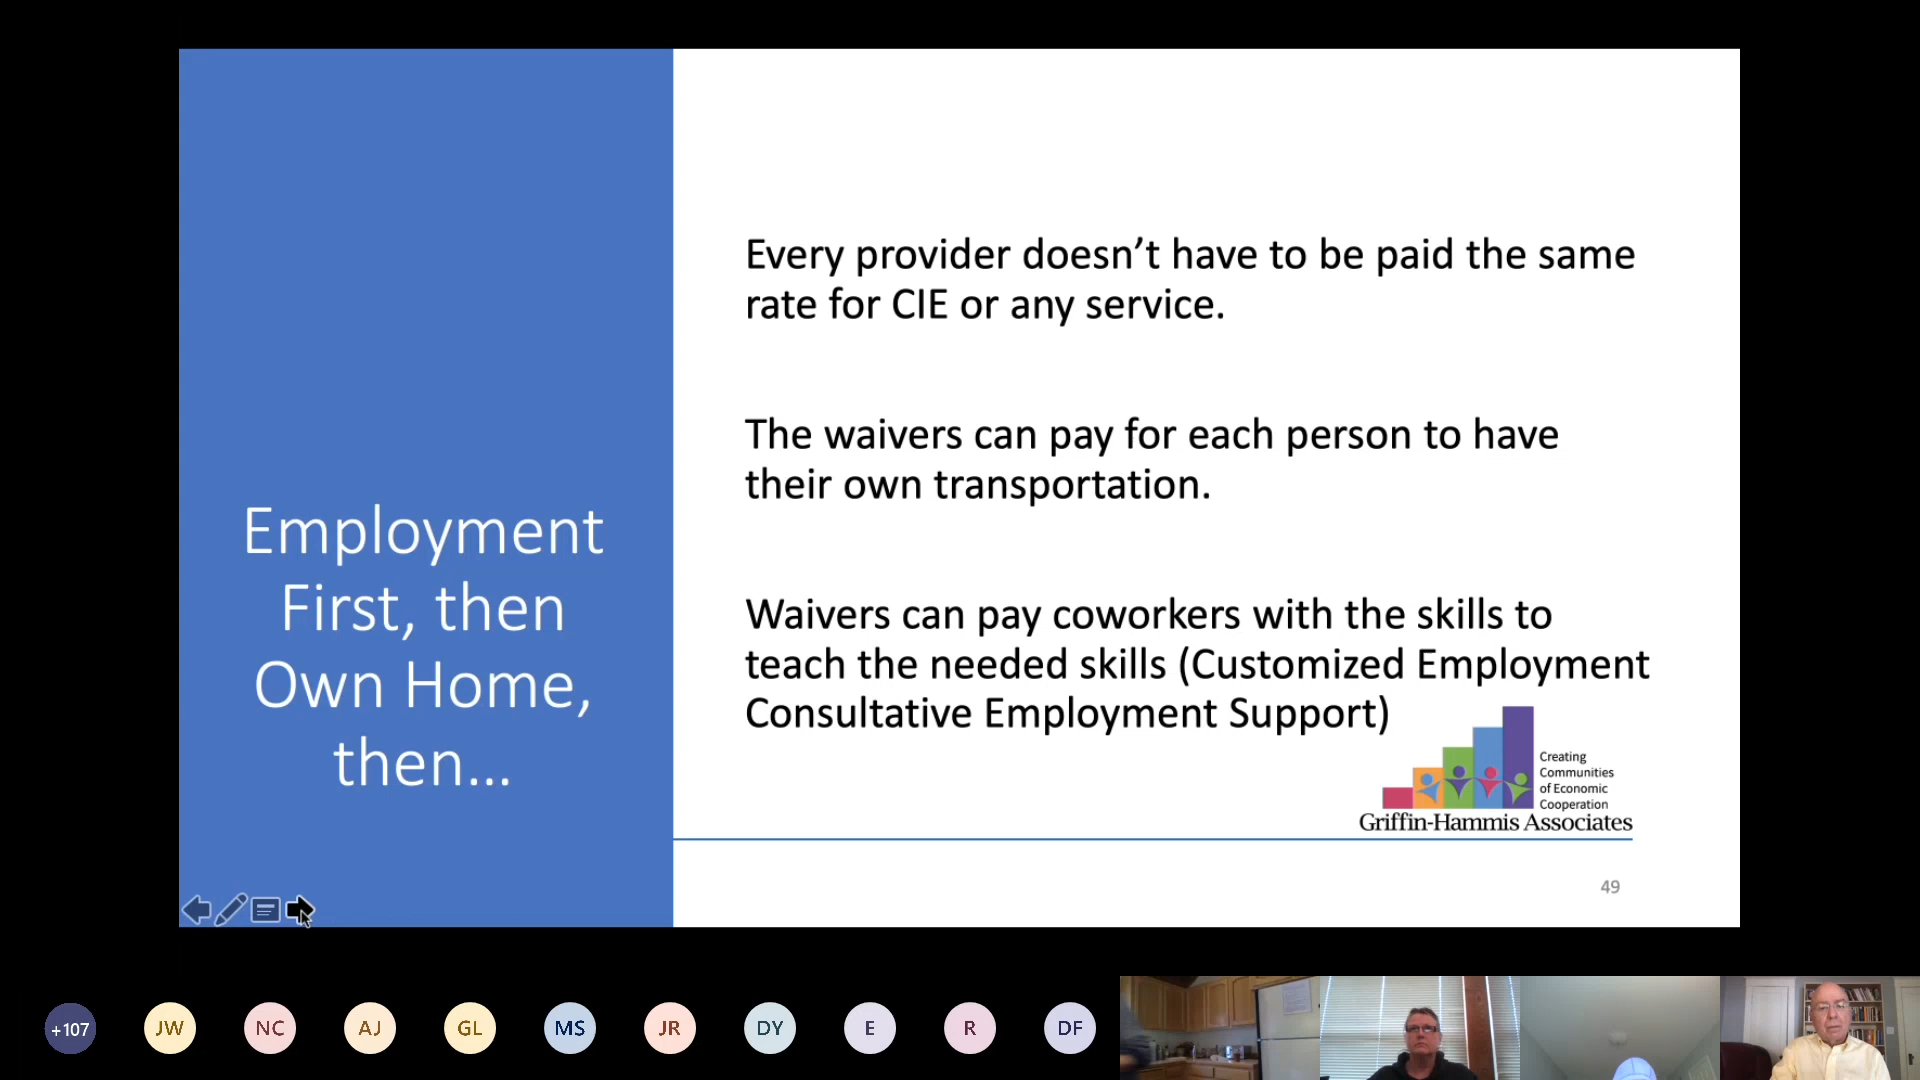 Employment
First, then
Own Home,
then...
Every provider doesn’t have to be paid the same
rate for CIE or any service.
The waivers can pay for each person to have
their own transportation.
Waivers can pay coworkers with the skills to
teach the needed skills (Customized Employment
Consultative Employment Support)
Creating
Communities
of Economic
Cooperation
Griffin-Hammis Associates
49
+107
JW
NC
AJ
GL
MS
JR
DY
E
R
DF